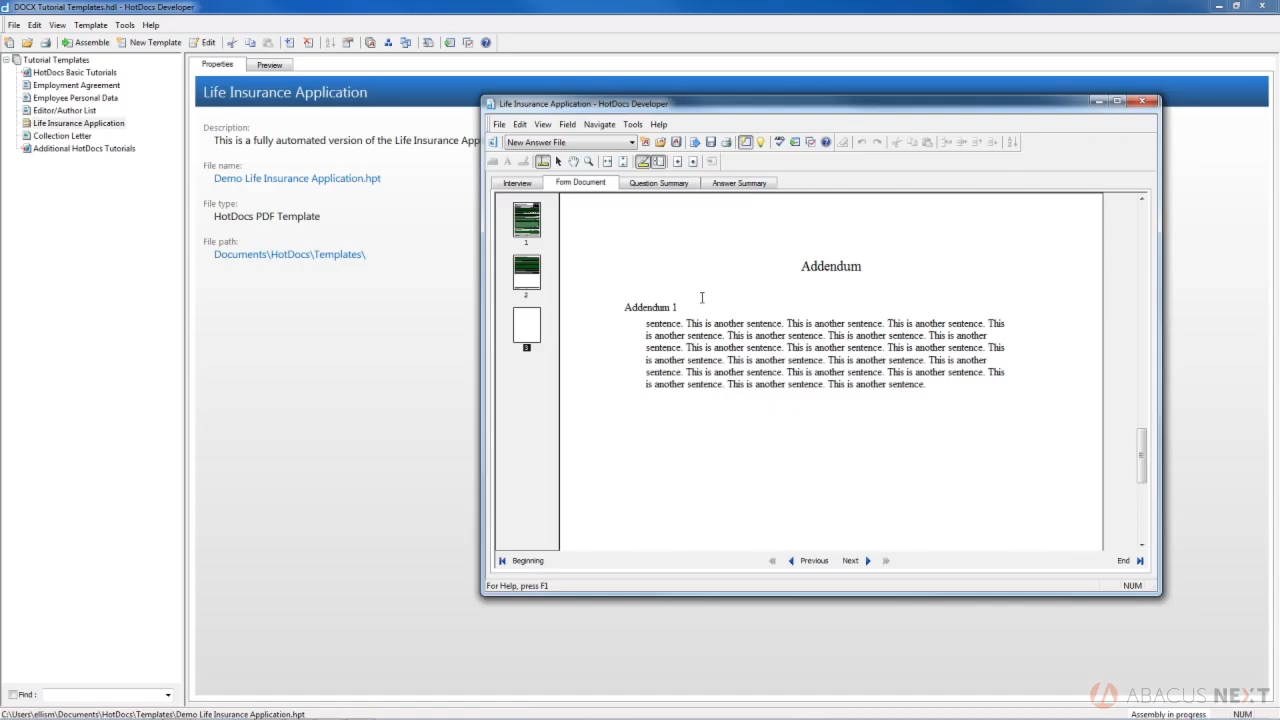 DOCX Tutorial Templates.hdl - HotDocs Developer
File Edit View Template Tools Help
Assemble New Template Edit
Tutorial Templates
HotDocs Basic Tutorials
Employment Agreement
Employee Personal Data
Editor/Author List
Life Insurance Application
Collection Letter
Additional HotDocs Tutorials
Find :
Properties Preview
Life Insurance Application
Description:
This is a fully automated version of the Life Insurance App
File name:
Demo Life Insurance Application.hpt
File type:
HotDocs PDF Template
File path:
Documents\HotDocs\Templates\
Life Insurance Application - HotDocs Developer
File Edit View Field Navigate Tools Help
New Answer File
Interview Form Document Question Summary Answer Summary
1
2
3
Addendum
Addendum 1
sentence. This is another sentence. This is another sentence. This is another sentence. This
is another sentence. This is another sentence. This is another sentence. This is another
sentence. This is another sentence. This is another sentence. This is another sentence. This
is another sentence. This is another sentence. This is another sentence. This is another
sentence. This is another sentence. This is another sentence. This is another sentence. This
is another sentence. This is another sentence. This is another sentence.
Beginning Previous Next End
For Help, press F1 NUM
ABACUS NEXT
C:\Users\ellism\Documents\HotDocs\Templates\Demo Life Insurance Application.hpt Assembly in progress NUM